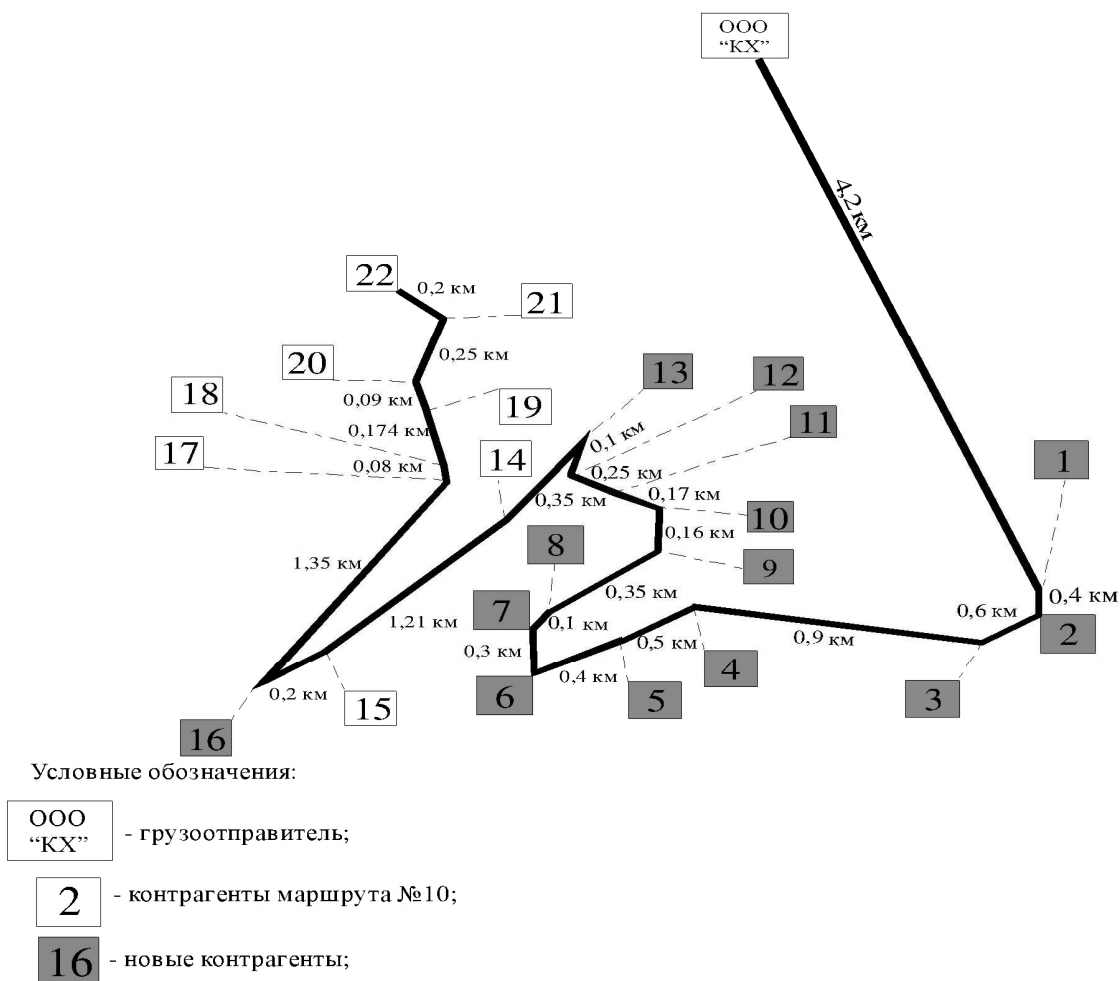 ООО
“КХ”
4,2 км
22
0,2 км
21
0,25 км
20
0,09 км
19
18
0,174 км
17
0,08 км
14
13
12
11
0,1 км
0,25 км
0,35 км
0,17 км
10
0,16 км
1
8
9
1,35 км
0,35 км
7
0,4 км
0,6 км
2
1,21 км
0,1 км
0,9 км
0,3 км
0,5 км
4
0,4 км
3
0,2 км
15
6
5
16
Условные обозначения:
ООО
“КХ”
- грузоотправитель;
2 - контрагенты маршрута №10;
16 - новые контрагенты;